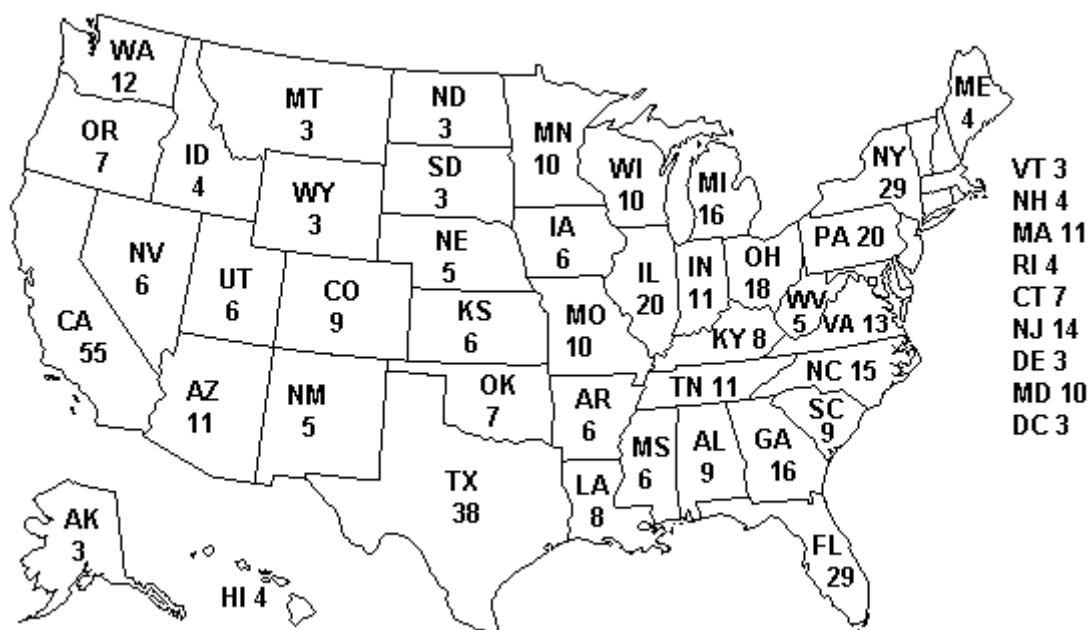 WA
12
OR
7
ID
4
MT
3
ND
3
MN
10
WI
10
MI
16
ME
4
NY
29
SD
3
WY
3
NE
5
IA
6
NV
6
UT
6
CO
9
KS
6
MO
10
IL
20
IN
11
OH
18
PA 20
WV
5
VA 13
KY 8
CA
55
AZ
11
NM
5
OK
7
AR
6
TN 11
NC 15
SC
9
MS
6
AL
9
GA
16
TX
38
LA
8
FL
29
AK
3
HI 4
VT 3
NH 4
MA 11
RI 4
CT 7
NJ 14
DE 3
MD 10
DC 3